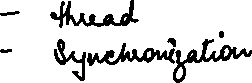 - thread
- Synchronization